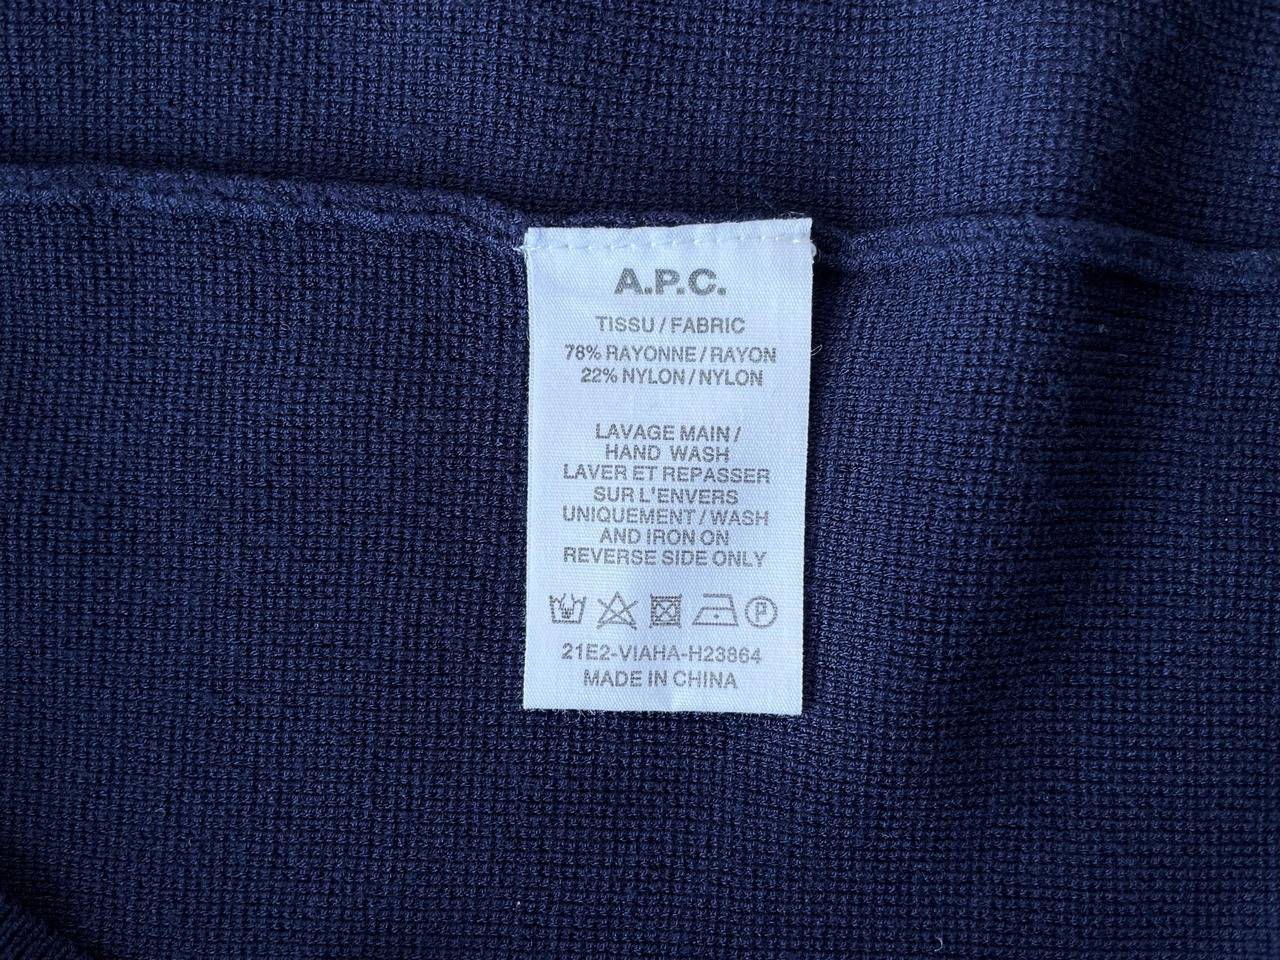 A.P.C.
TISSU / FABRIC
78% RAYONNE / RAYON
22% NYLON / NYLON
LAVAGE MAIN /
HAND WASH
LAVER ET REPASSER
SUR L'ENVERS
UNIQUEMENT / WASH
AND IRON ON
REVERSE SIDE ONLY
P
21E2-VIAHA-H23864
MADE IN CHINA